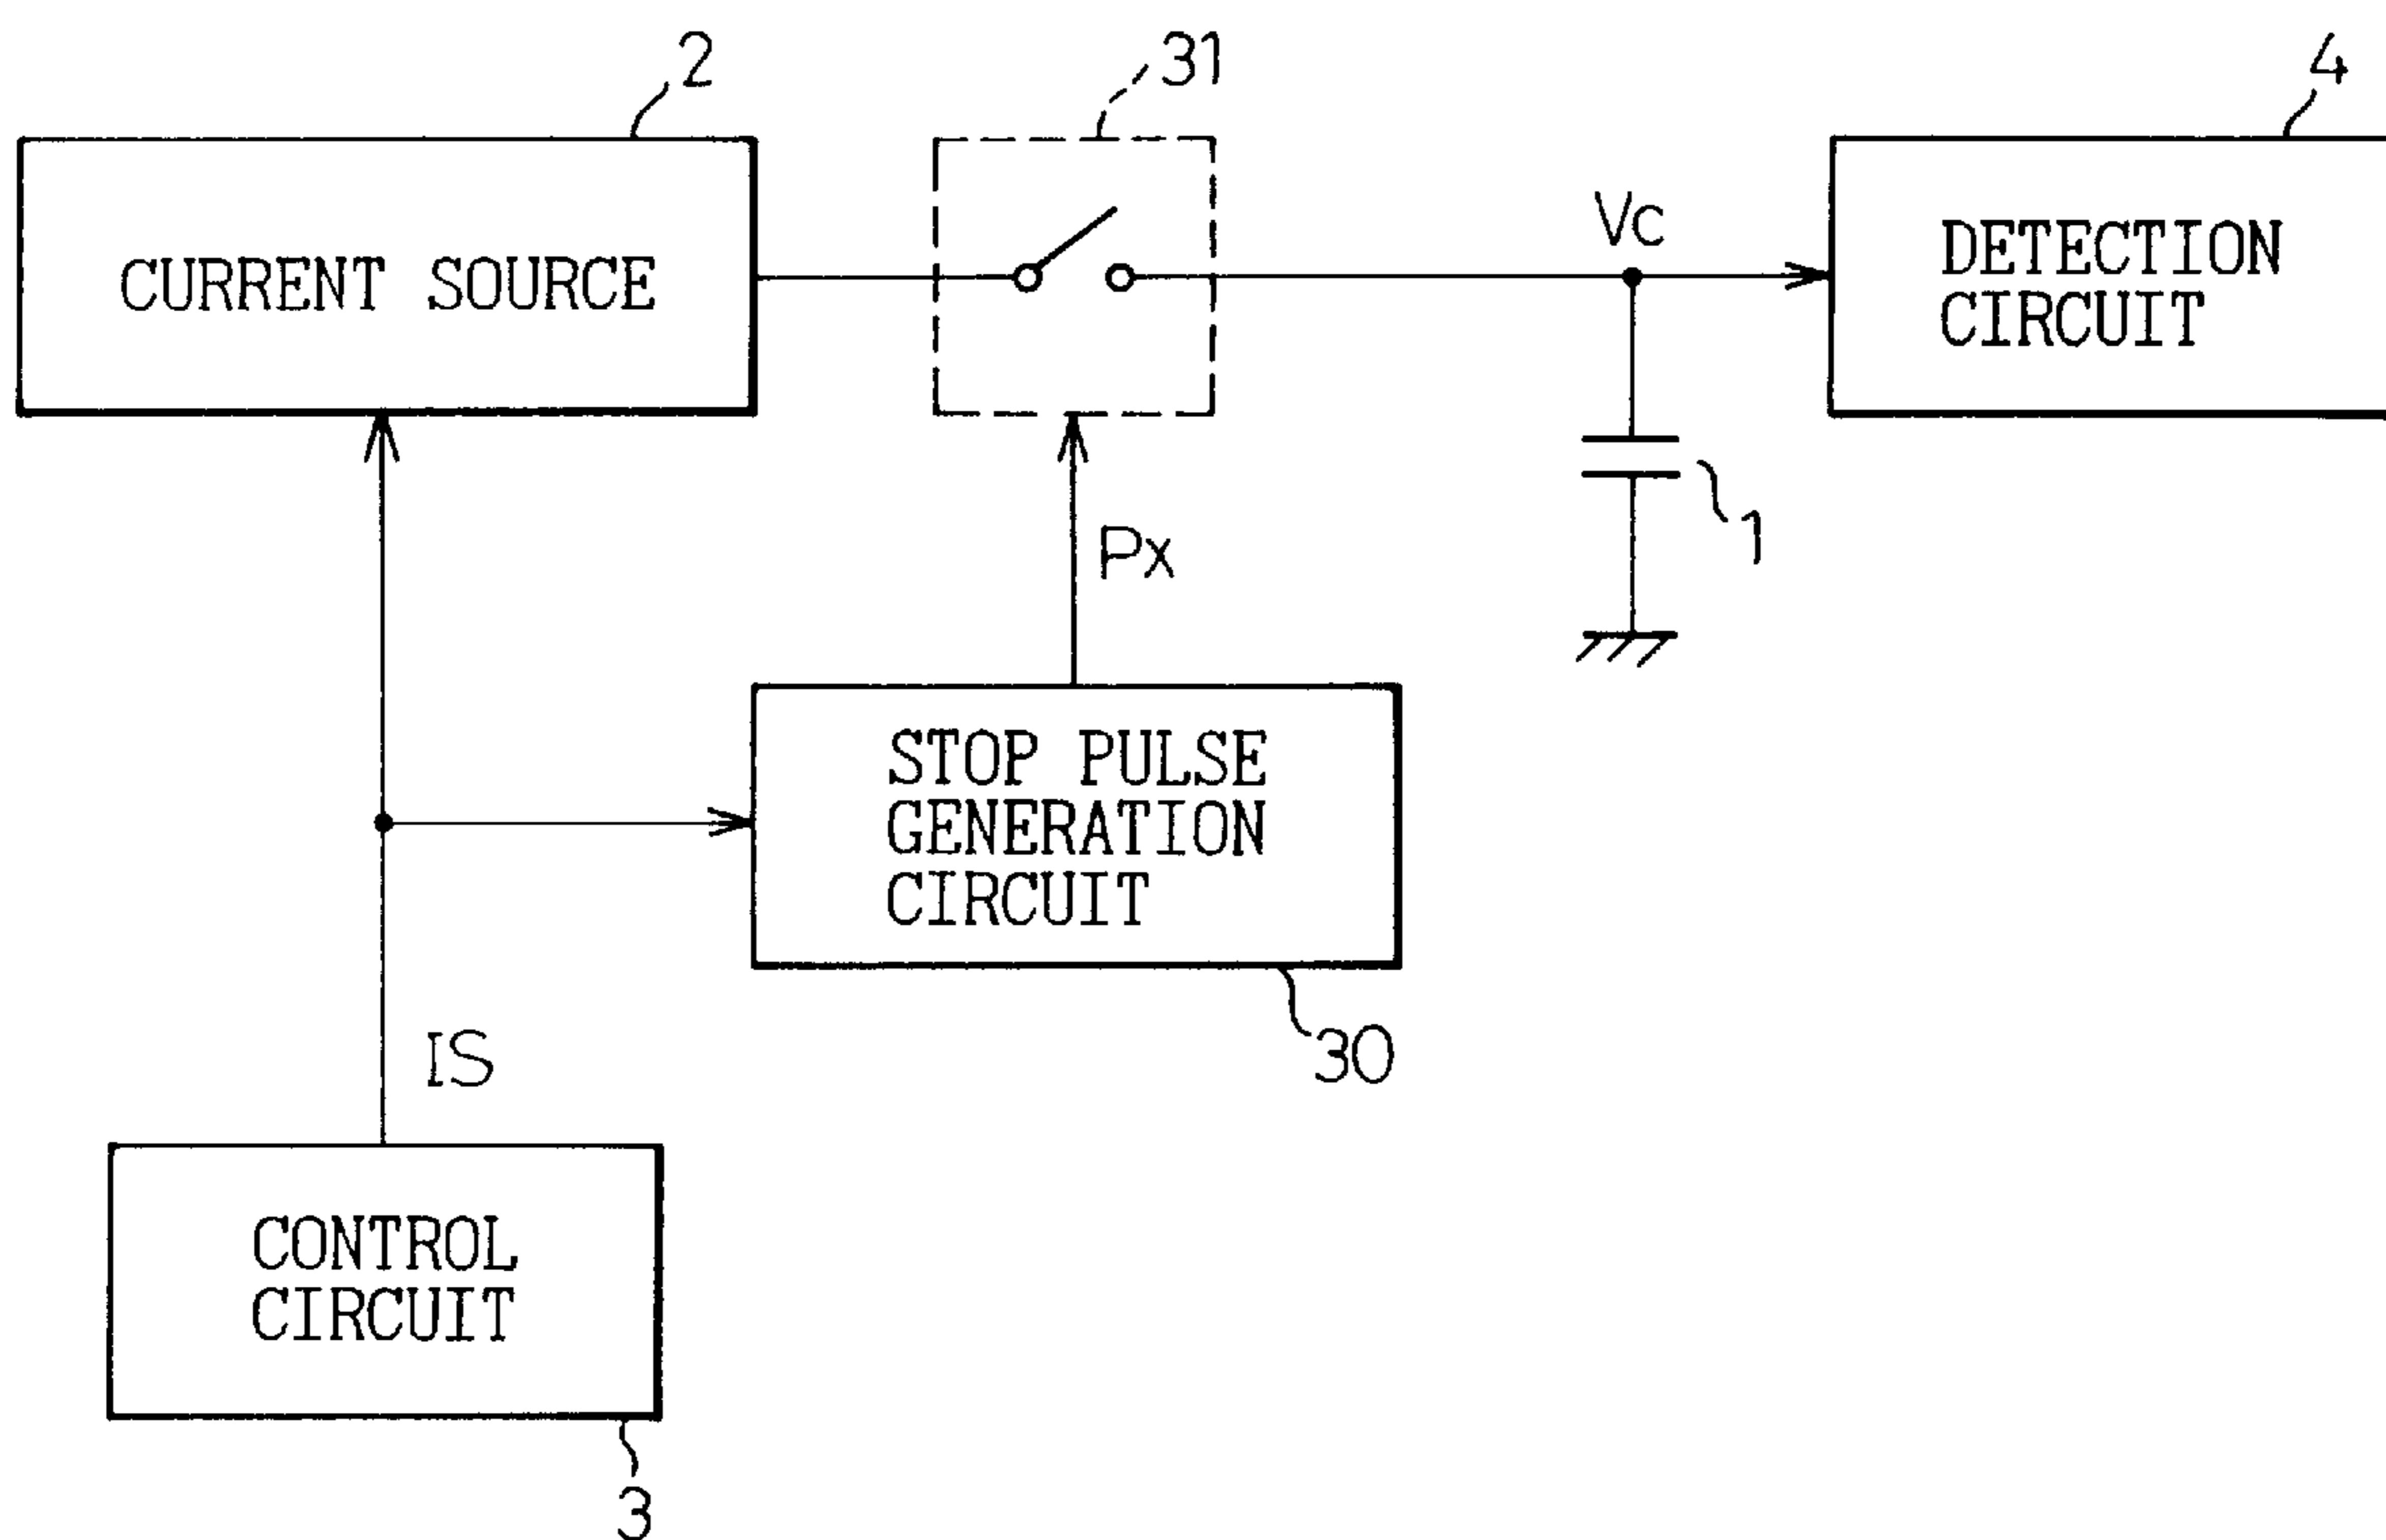 2
31
4
CURRENT SOURCE
Vc
DETECTION
CIRCUIT
1
Px
STOP PULSE
GENERATION
CIRCUIT
30
IS
CONTROL
CIRCUIT
3